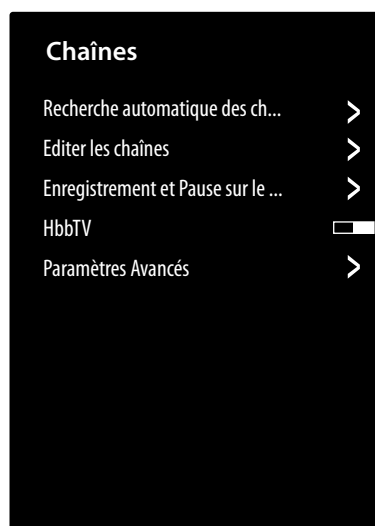 Chaînes
Recherche automatique des ch...
Editer les chaînes
Enregistrement et Pause sur le ...
HbbTV
Paramètres Avancés